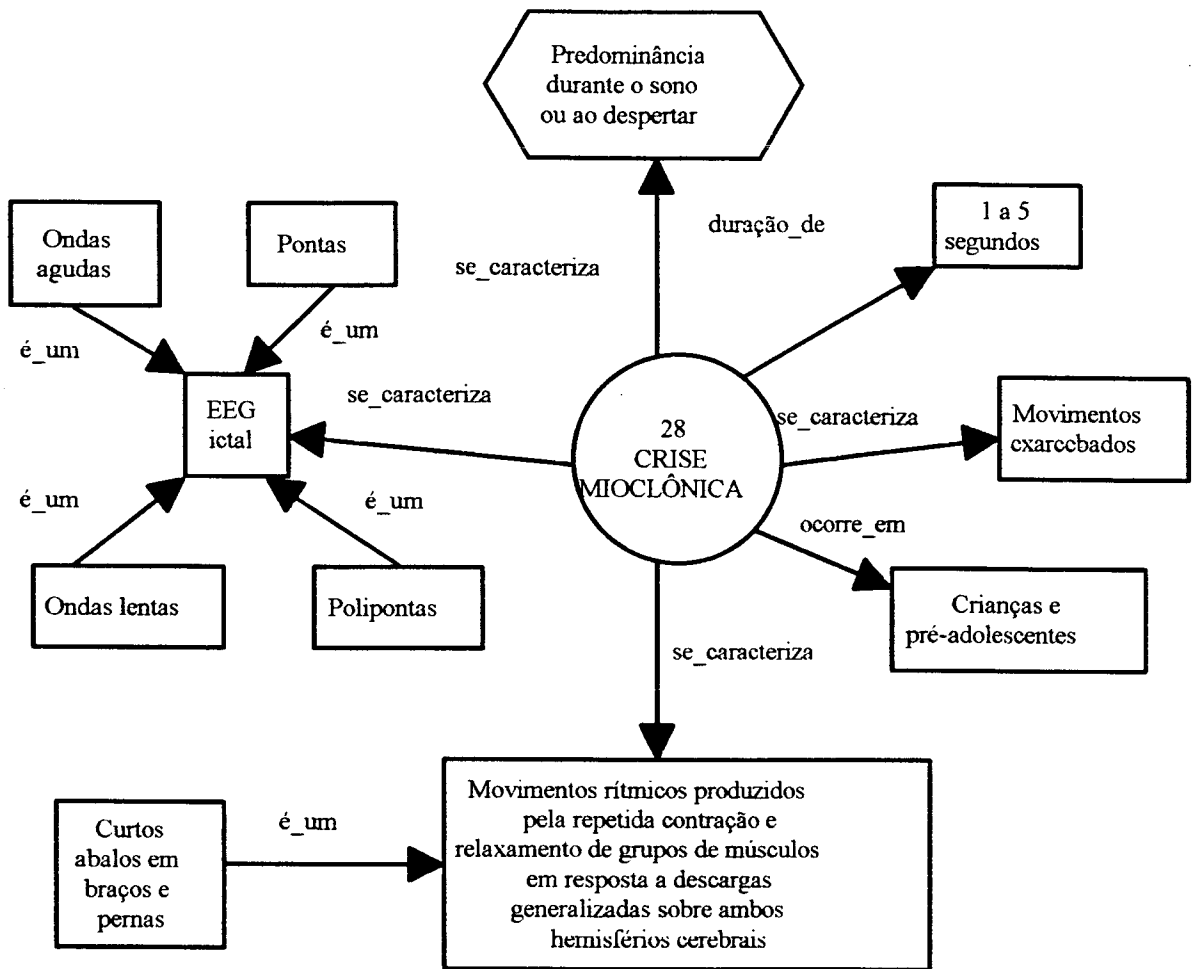 Predominância
durante o sono
ou ao despertar
Ondas
agudas
Pontas
duração_de
1 a 5
segundos
se_caracteriza
é_um
é_um
EEG
ictal
se_caracteriza
28
CRISE
MIOCLÔNICA
se_caracteriza
Movimentos
exarcebados
é_um
é_um
ocorre_em
Ondas lentas
Polipontas
Crianças e
pré-adolescentes
se_caracteriza
Curtos
abalos em
braços e
pernas
é_um
Movimentos rítmicos produzidos
pela repetida contração e
relaxamento de grupos de músculos
em resposta a descargas
generalizadas sobre ambos
hemisférios cerebrais